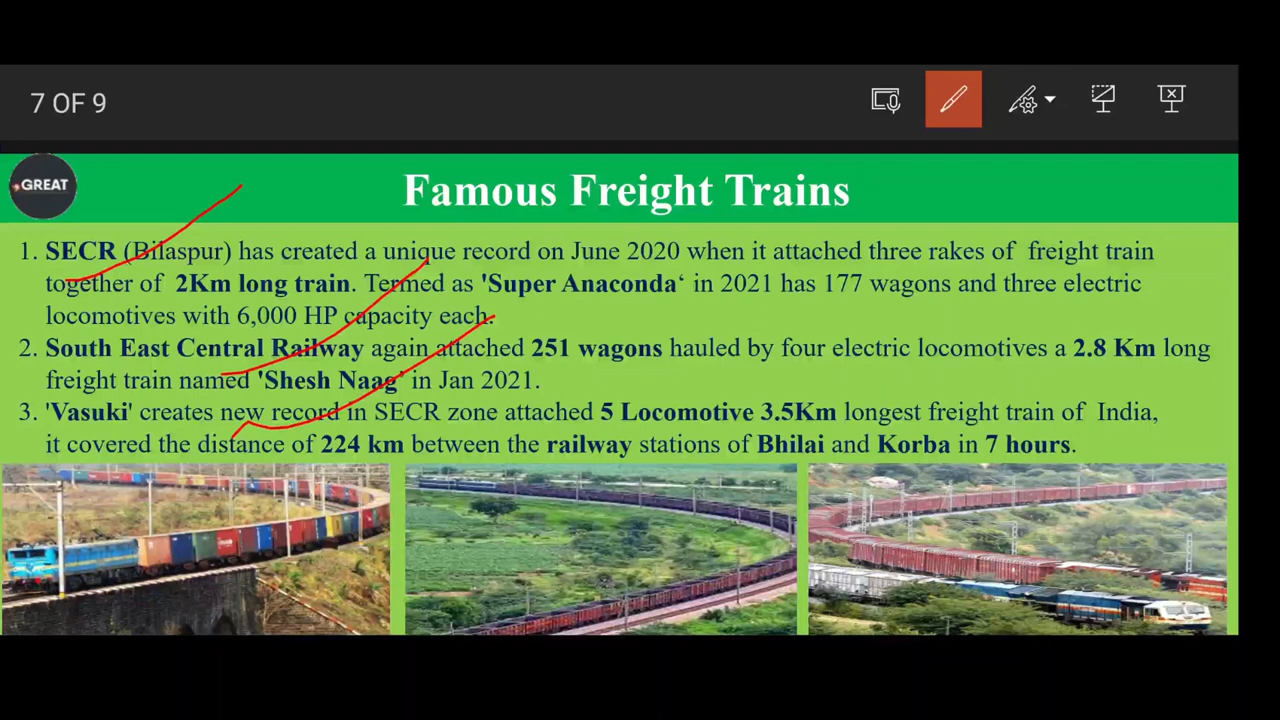 7 OF 9
GREAT
Famous Freight Trains
1. SECR (Bilaspur) has created a unique record on June 2020 when it attached three rakes of freight train
together of 2Km long train. Termed as 'Super Anaconda‘ in 2021 has 177 wagons and three electric
locomotives with 6,000 HP capacity each.
2. South East Central Railway again attached 251 wagons hauled by four electric locomotives a 2.8 Km long
freight train named 'Shesh Naag' in Jan 2021.
3. 'Vasuki' creates new record in SECR zone attached 5 Locomotive 3.5Km longest freight train of India,
it covered the distance of 224 km between the railway stations of Bhilai and Korba in 7 hours.